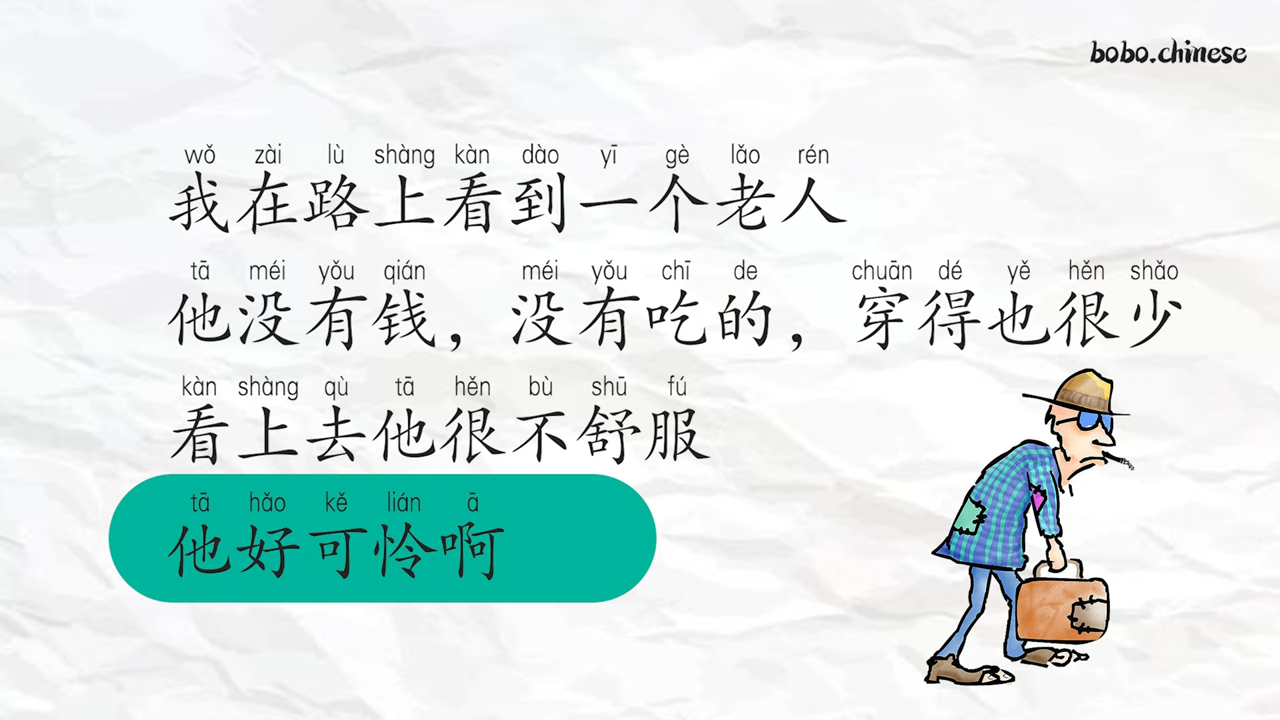 bobo.chinese
wǒ zài lù shàng kàn dào yī gè lǎo rén
我在路上看到一个老人
tā méi yǒu qián méi yǒu chī de chuān dé yě hěn shǎo
他没有钱，没有吃的，穿得也很少
kàn shàng qù tā hěn bù shū fú
看上去他很不舒服
tā hǎo kě lián ā
他好可怜啊